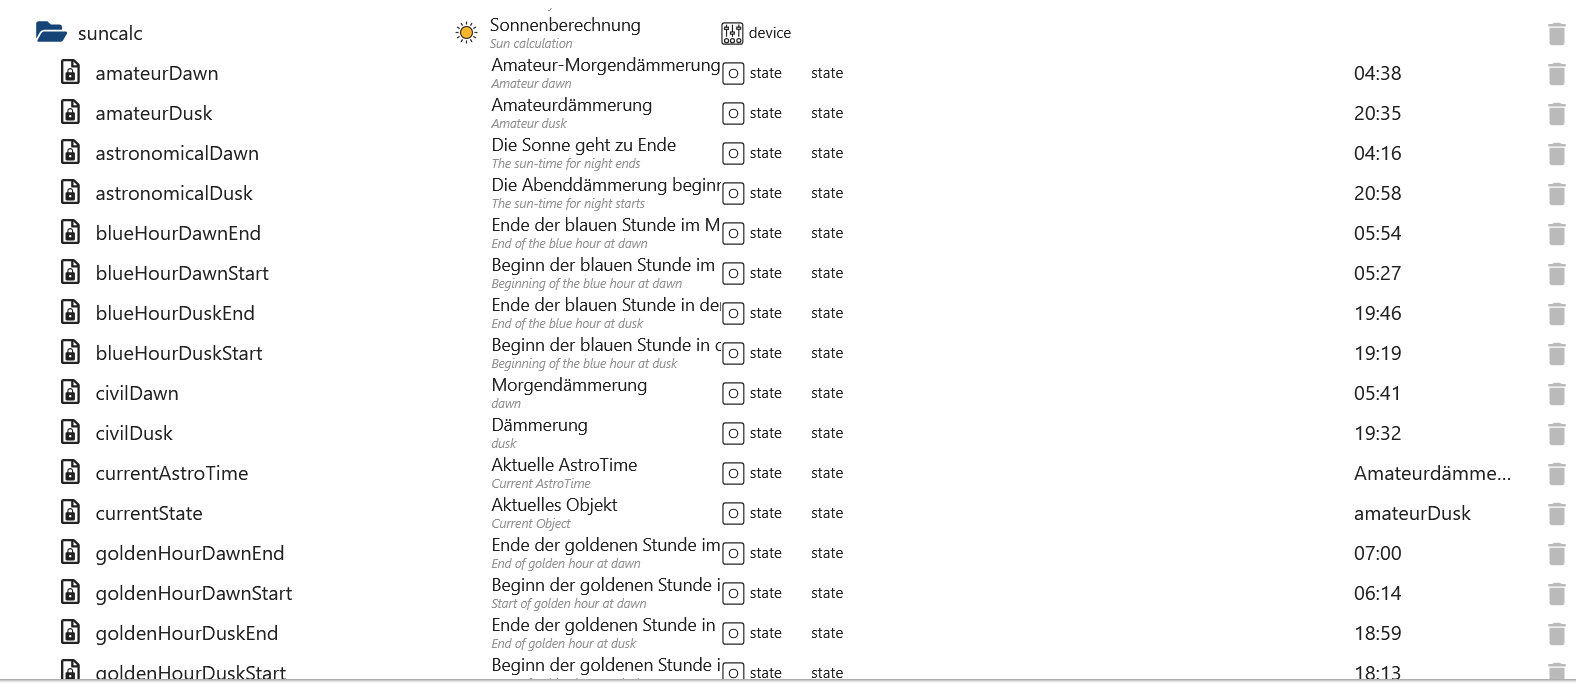 suncalc Sonnenberechnung device
Sun calculation
amateurDawn Amateur-Morgendämmerung state state 04:38
Amateur dawn
amateurDusk Amateurdämmerung state state 20:35
Amateur dusk
astronomicalDawn Die Sonne geht zu Ende state state 04:16
The sun-time for night ends
astronomicalDusk Die Abenddämmerung beginn state state 20:58
The sun-time for night starts
blueHourDawnEnd Ende der blauen Stunde im M state state 05:54
End of the blue hour at dawn
blueHourDawnStart Beginn der blauen Stunde im state state 05:27
Beginning of the blue hour at dawn
blueHourDuskEnd Ende der blauen Stunde in der state state 19:46
End of the blue hour at dusk
blueHourDuskStart Beginn der blauen Stunde in state state 19:19
Beginning of the blue hour at dusk
civilDawn Morgendämmerung state state 05:41
dawn
civilDusk Dämmerung state state 19:32
dusk
currentAstroTime Aktuelle AstroTime state state Amateurdämme...
Current AstroTime
currentState Aktuelles Objekt state state amateurDusk
Current Object
goldenHourDawnEnd Ende der goldenen Stunde im state state 07:00
End of golden hour at dawn
goldenHourDawnStart Beginn der goldenen Stunde i state state 06:14
Start of golden hour at dawn
goldenHourDuskEnd Ende der goldenen Stunde in state state 18:59
End of golden hour at dusk
goldenHourDuskStart Beginn der goldenen Stunde i state state 18:13